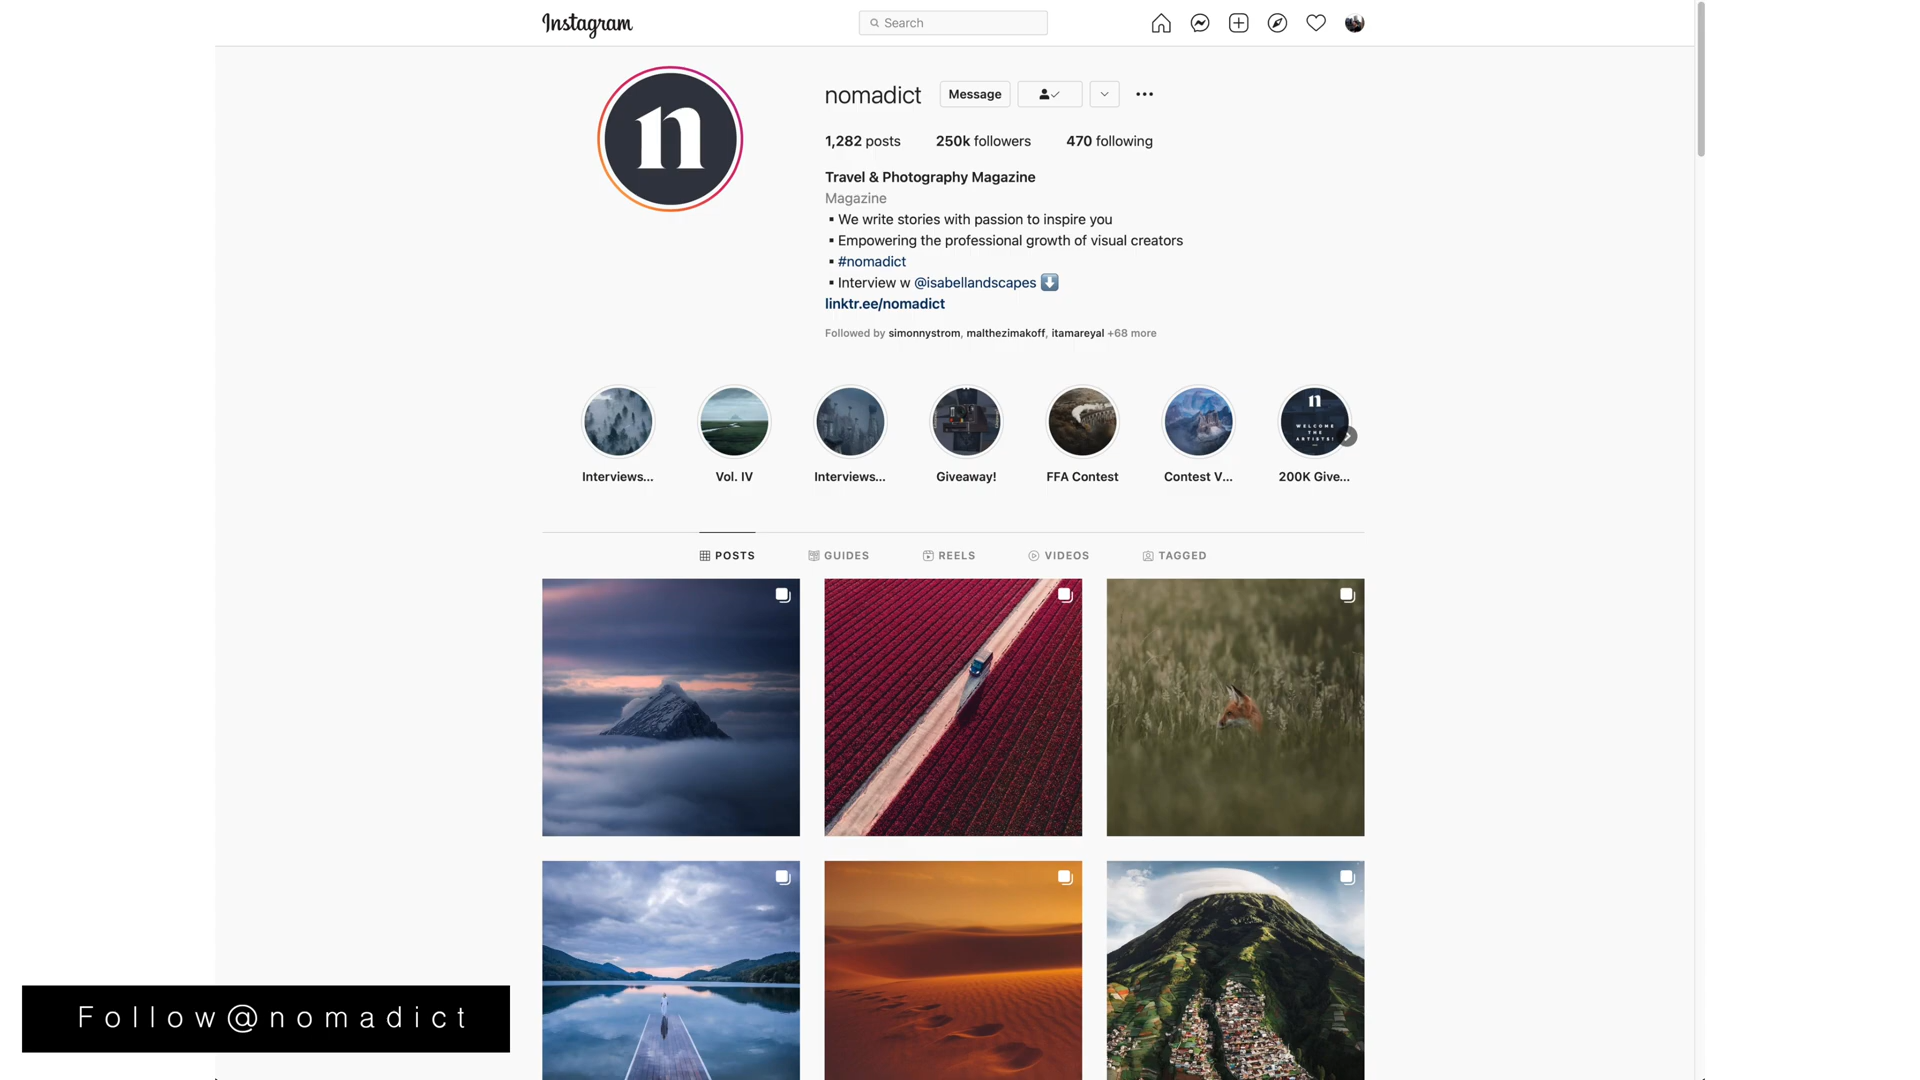 Instagram
Search
n
nomadict
Message
1,282 posts
250k followers
470 following
Travel & Photography Magazine
Magazine
▪️We write stories with passion to inspire you
▪️Empowering the professional growth of visual creators
▪️#nomadict
▪️Interview w @isabellandscapes ⬇️
linktr.ee/nomadict
Followed by simonnystrom, malthezimakoff, itamareyal +68 more
n
WELCOME
THE
ARTISTS!
Interviews...
Vol. IV
Interviews...
Giveaway!
FFA Contest
Contest V...
200K Give...
POSTS
GUIDES
REELS
VIDEOS
TAGGED
Follow@nomadict